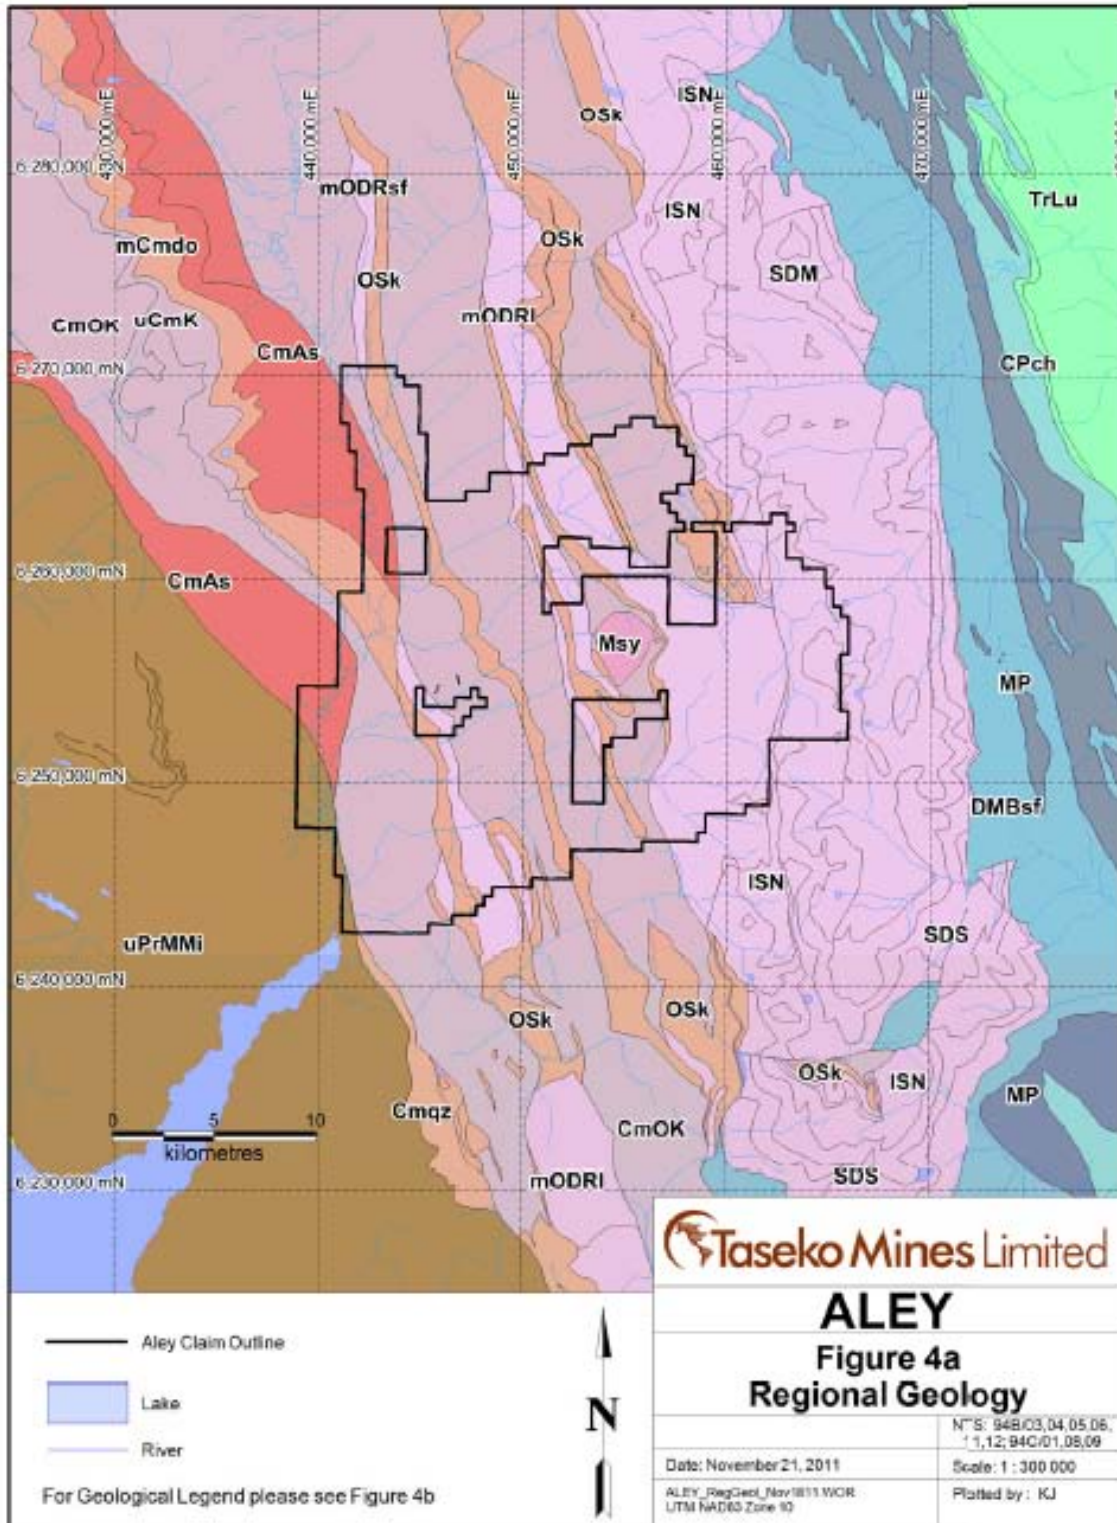 430,000 mE
440,000 mE
450,000 mE
460,000 mE
470,000 mE
ISN
OSk
6,280,000 mN
mODRsf
TrLu
ISN
mCmdo
OSk
SDM
OSk
mODRI
CmOK
uCmK
CmAs
CPch
6,270,000 mN
CmAs
6,260,000 mN
Msy
MP
6,250,000 mN
DMBsf
ISN
SDS
uPrMMi
6,240,000 mN
OSk
OSk
OSk
ISN
MP
Cmqz
CmOK
0 5 10
kilometres
mODRI
SDS
6,230,000 mN
Taseko Mines Limited
ALEY
Figure 4a
Regional Geology
Aley Claim Outline
Lake
River
For Geological Legend please see Figure 4b
N
Date: November 21, 2011
Scale: 1 : 300 000
ALEY_RegGeol_Nov1811.WOR
UTM NAD83 Zone 10
Plotted by : KJ